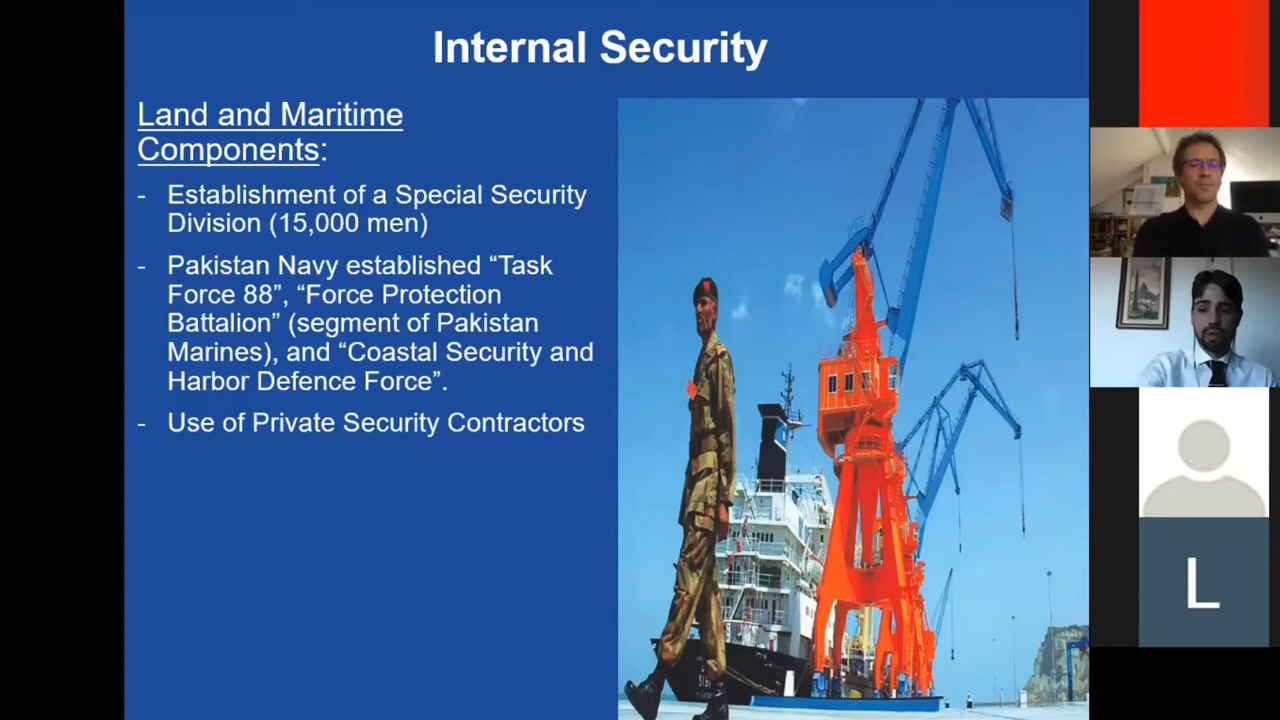 Internal Security
Land and Maritime
Components:
- Establishment of a Special Security
Division (15,000 men)
- Pakistan Navy established “Task
Force 88”, “Force Protection
Battalion” (segment of Pakistan
Marines), and “Coastal Security and
Harbor Defence Force”.
- Use of Private Security Contractors
L